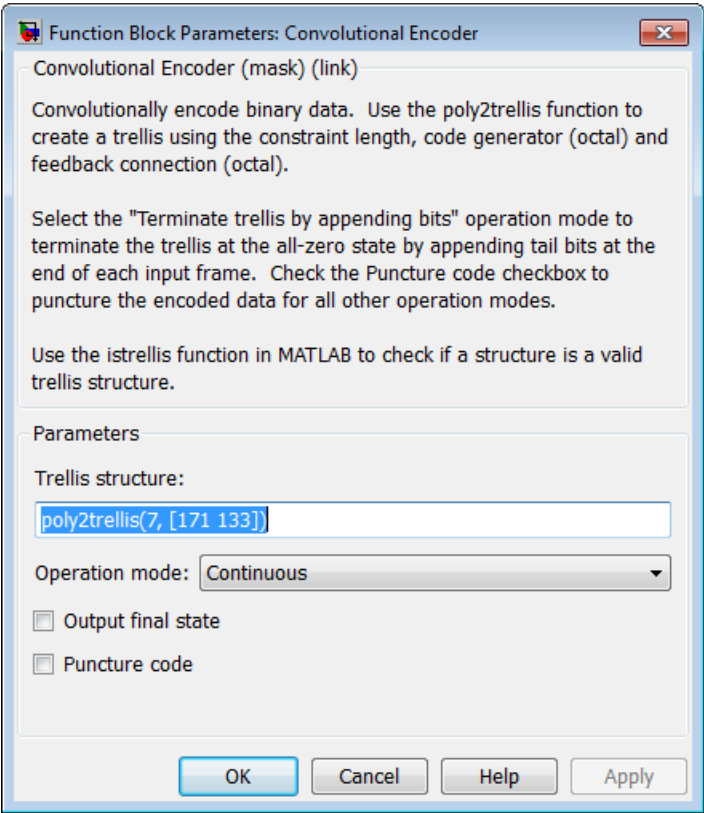 Function Block Parameters: Convolutional Encoder
Convolutional Encoder (mask) (link)
Convolutionally encode binary data.  Use the poly2trellis function to
create a trellis using the constraint length, code generator (octal) and
feedback connection (octal).
Select the "Terminate trellis by appending bits" operation mode to
terminate the trellis at the all-zero state by appending tail bits at the
end of each input frame.  Check the Puncture code checkbox to
puncture the encoded data for all other operation modes.
Use the istrellis function in MATLAB to check if a structure is a valid
trellis structure.
Parameters
Trellis structure:
poly2trellis(7, [171 133])
Operation mode: Continuous
Output final state
Puncture code
OK Cancel Help Apply